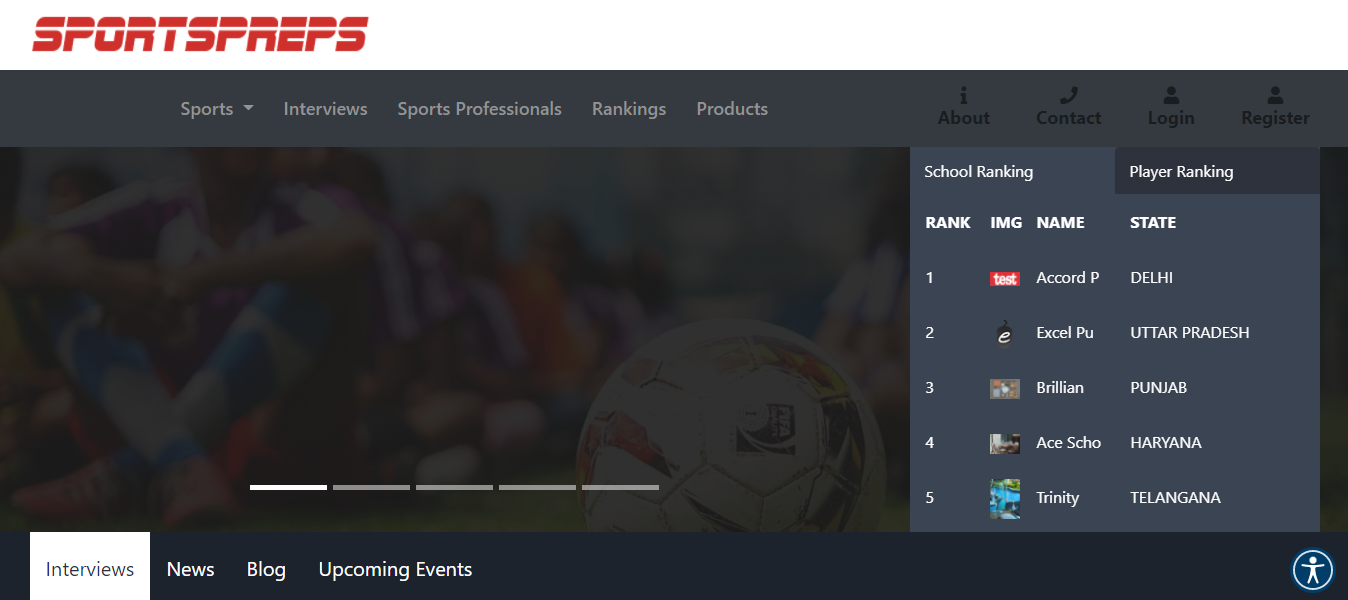 SPORTSPREPS
Sports Interviews Sports Professionals Rankings Products
About Contact Login Register
School Ranking Player Ranking
RANK IMG NAME STATE
1 test Accord P DELHI
2 e Excel Pu UTTAR PRADESH
3 Brillian PUNJAB
4 Ace Scho HARYANA
5 Trinity TELANGANA
FIFA
Interviews News Blog Upcoming Events